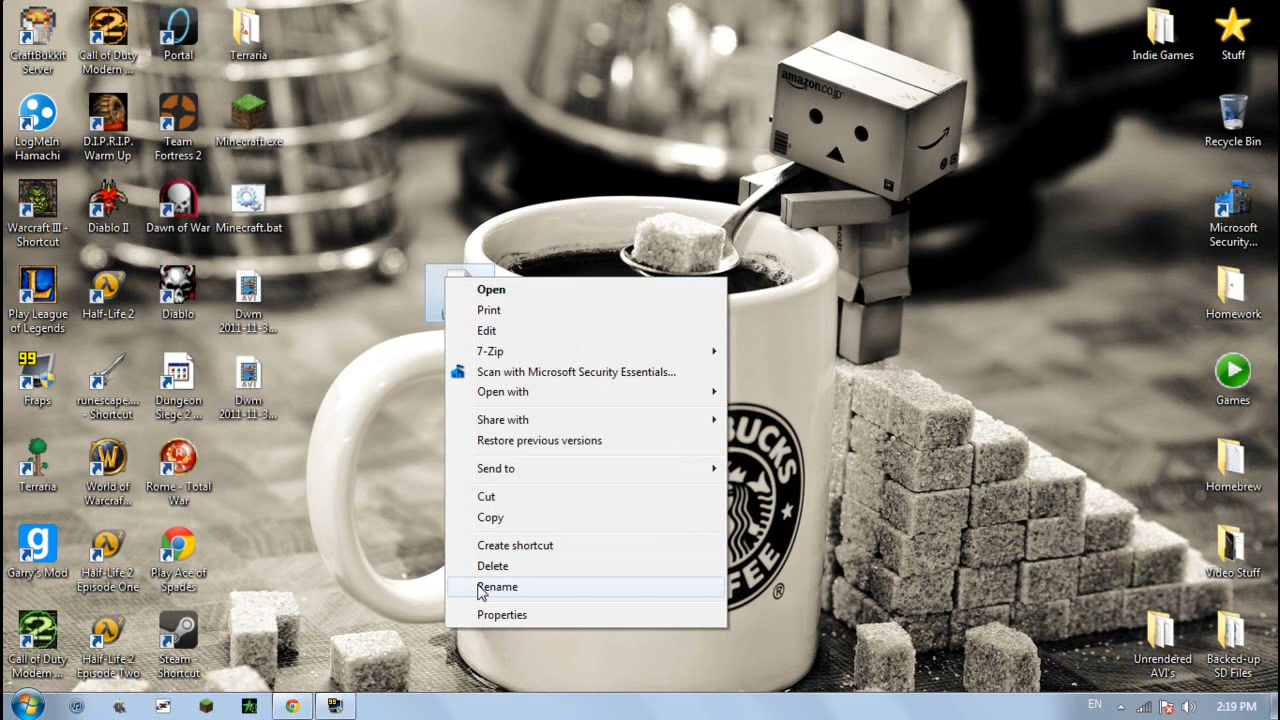 CraftBukkit
Server
Call of Duty
Modern ...
Portal
Terraria
Indie Games
Stuff
amazon.co.jp
LogMeIn
Hamachi
D.I.P.R.I.P.
Warm Up
Team
Fortress 2
Minecraft.exe
Recycle Bin
Warcraft III -
Shortcut
Diablo II
Dawn of War
Minecraft.bat
Microsoft
Security...
Play League
of Legends
Half-Life 2
Diablo
AVI
Dwm
2011-11-3...
Homework
99
Fraps
runescape....
- Shortcut
Dungeon
Siege 2 ...
AVI
Dwm
2011-11-3...
Games
Terraria
World of
Warcraf...
Rome - Total
War
Homebrew
g
Garry's Mod
Half-Life 2
Episode One
Play Ace of
Spades
Video Stuff
2
Call of Duty
Modern ...
Half-Life 2
Episode Two
Steam -
Shortcut
Unrendered
AVI's
Backed-up
SD Files
Open
Print
Edit
7-Zip
Scan with Microsoft Security Essentials...
Open with
Share with
Restore previous versions
Send to
Cut
Copy
Create shortcut
Delete
Rename
Properties
BUCKS
FEE
®
99
EN
2:19 PM